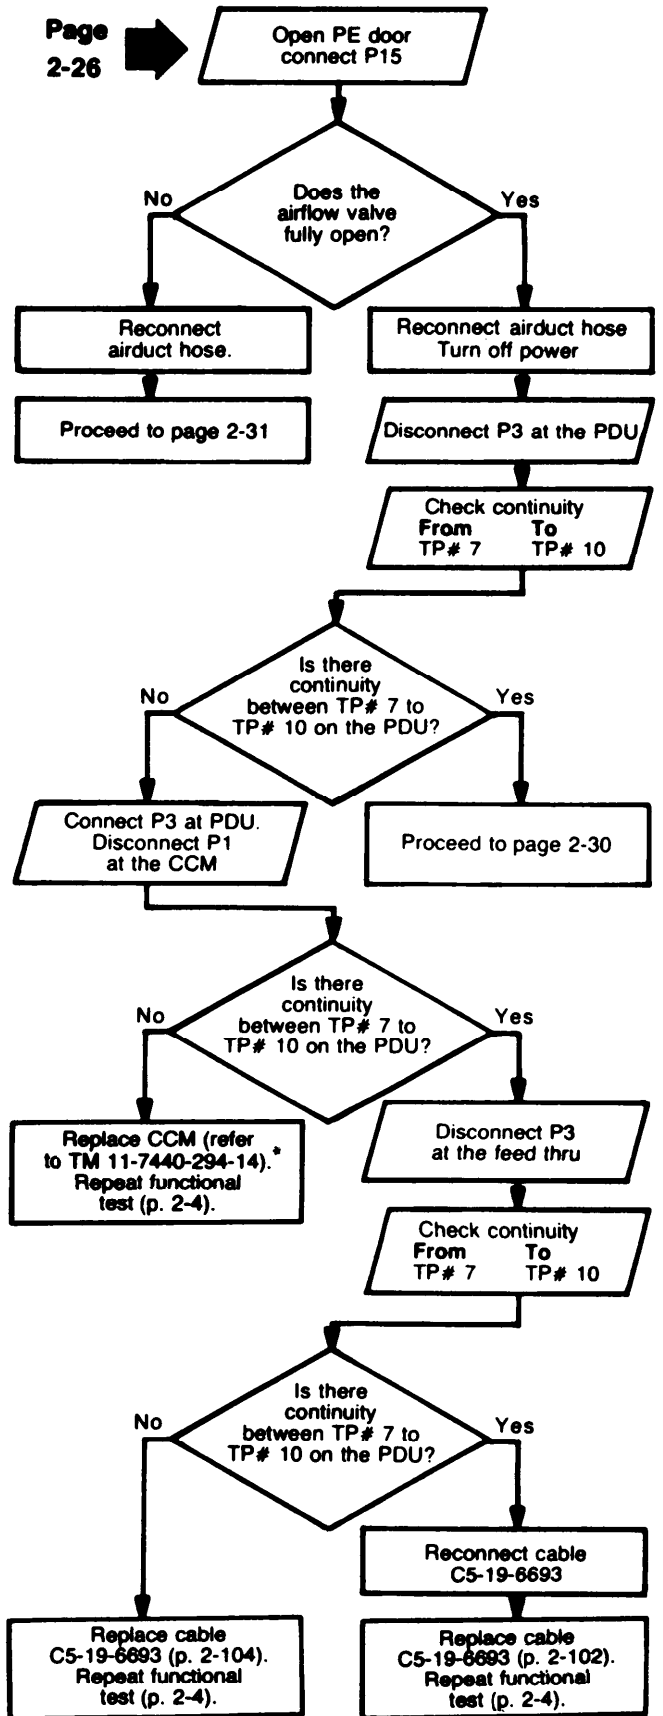 Page
2-26
Open PE door
connect P15
Does the
airflow valve
fully open?
No
Yes
Reconnect
airduct hose.
Reconnect airduct hose
Turn off power
Proceed to page 2-31
Disconnect P3 at the PDU
Check continuity
From To
TP# 7 TP# 10
Is there
continuity
between TP# 7 to
TP# 10 on the PDU?
No
Yes
Connect P3 at PDU.
Disconnect P1
at the CCM
Proceed to page 2-30
Is there
continuity
between TP# 7 to
TP# 10 on the PDU?
No
Yes
Replace CCM (refer
to TM 11-7440-294-14).*
Repeat functional
test (p. 2-4).
Disconnect P3
at the feed thru
Check continuity
From To
TP# 7 TP# 10
Is there
continuity
between TP# 7 to
TP# 10 on the PDU?
No
Yes
Reconnect cable
C5-19-6693
Replace cable
C5-19-6693 (p. 2-104).
Repeat functional
test (p. 2-4).
Replace cable
C5-19-6693 (p. 2-102).
Repeat functional
test (p. 2-4).